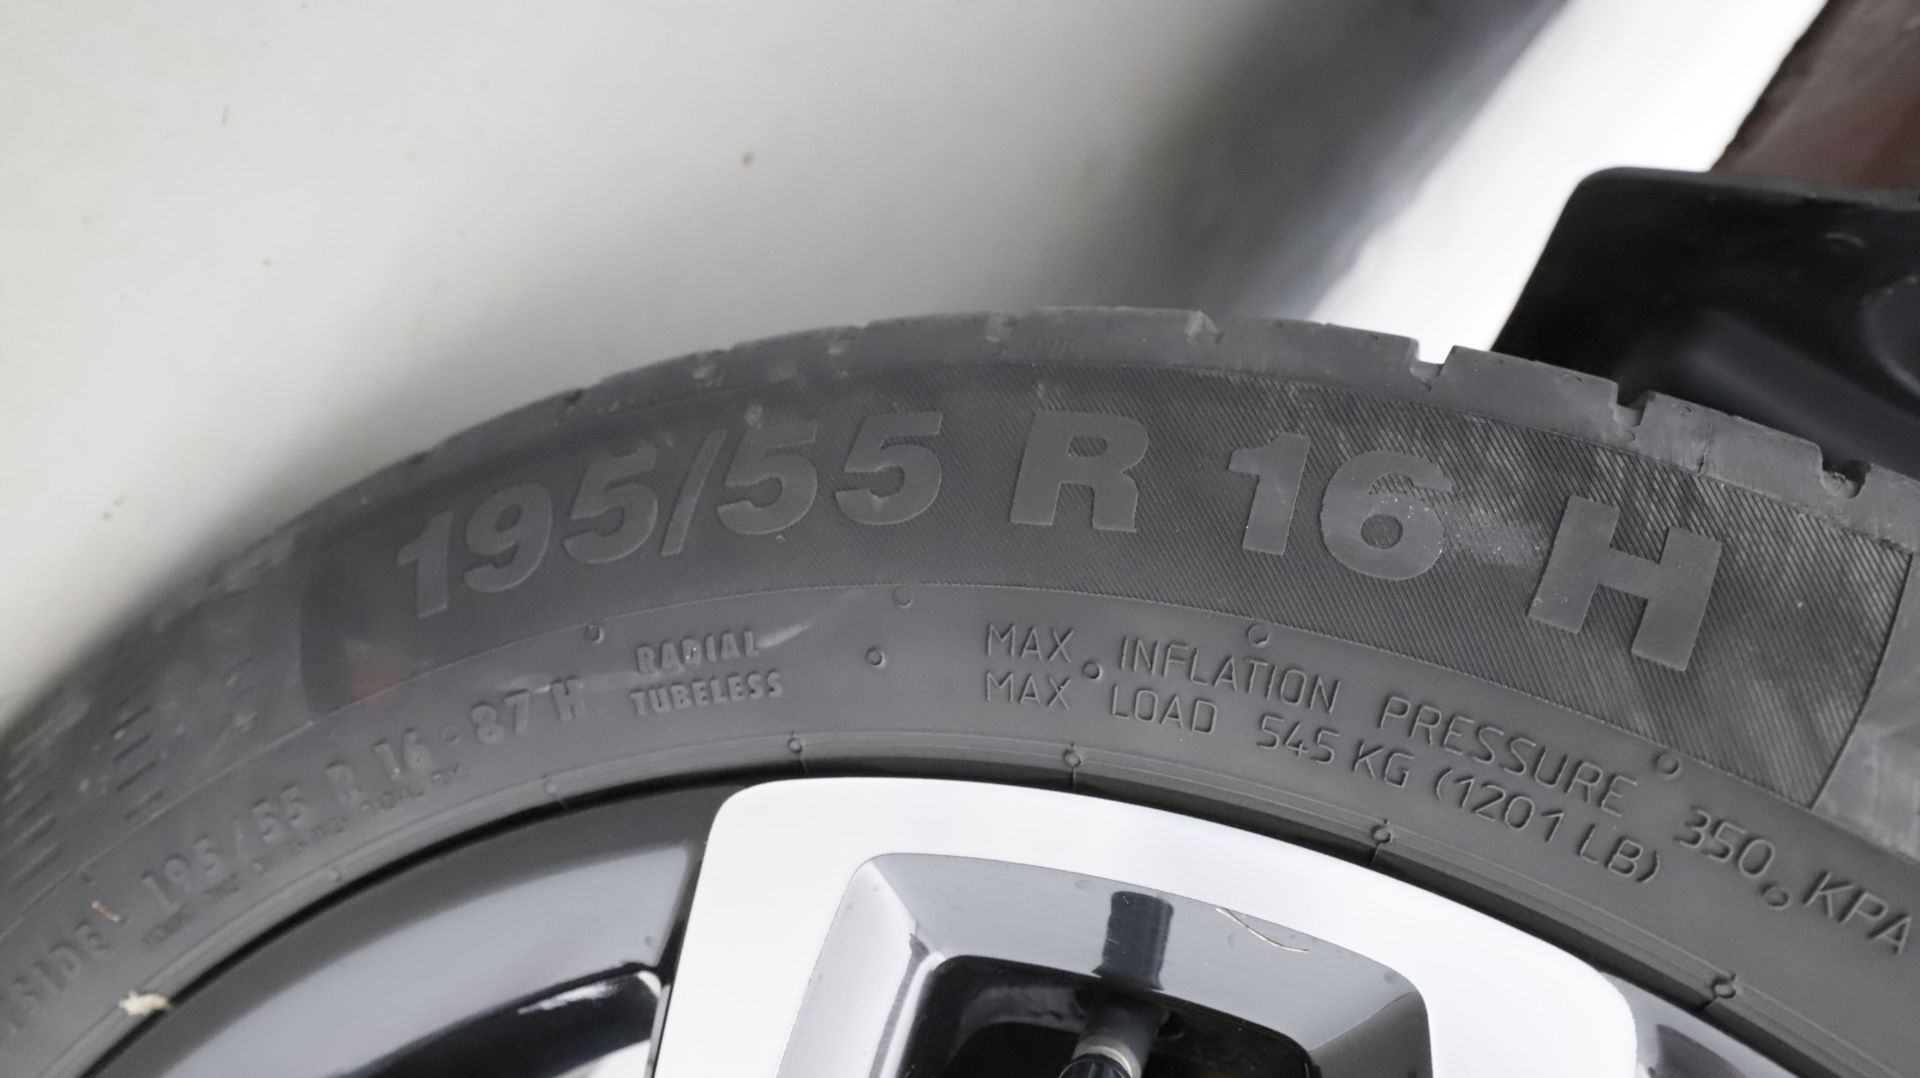 195/55 R 16 H
RADIAL
TUBELESS
MAX. INFLATION PRESSURE 350 KPA
MAX. LOAD 545 KG (1201 LB)
195/55 R 16 87 H